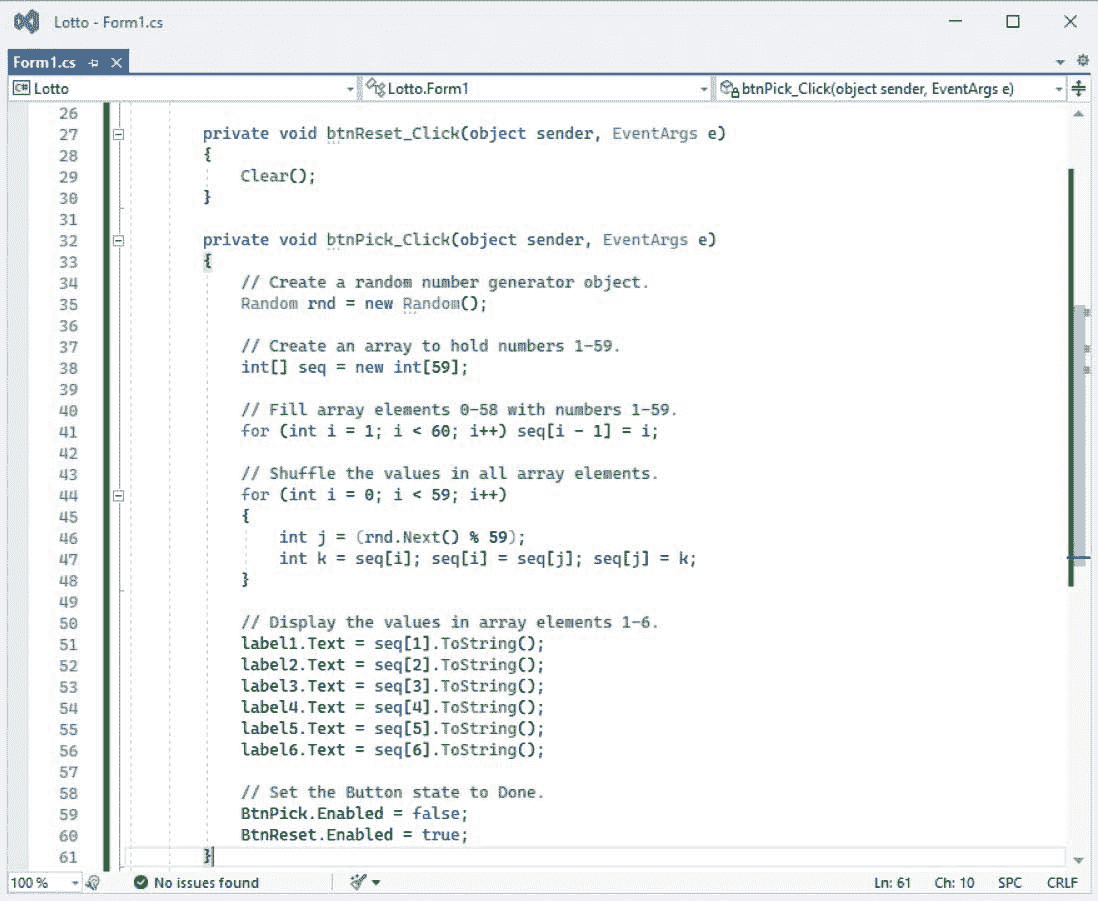 Lotto - Form1.cs
Form1.cs
C# Lotto
Lotto.Form1
btnPick_Click(object sender, EventArgs e)
26
27 private void btnReset_Click(object sender, EventArgs e)
28 {
29 Clear();
30 }
31
32 private void btnPick_Click(object sender, EventArgs e)
33 {
34 // Create a random number generator object.
35 Random rnd = new Random();
36
37 // Create an array to hold numbers 1-59.
38 int[] seq = new int[59];
39
40 // Fill array elements 0-58 with numbers 1-59.
41 for (int i = 1; i < 60; i++) seq[i - 1] = i;
42
43 // Shuffle the values in all array elements.
44 for (int i = 0; i < 59; i++)
45 {
46 int j = (rnd.Next() % 59);
47 int k = seq[i]; seq[i] = seq[j]; seq[j] = k;
48 }
49
50 // Display the values in array elements 1-6.
51 label1.Text = seq[1].ToString();
52 label2.Text = seq[2].ToString();
53 label3.Text = seq[3].ToString();
54 label4.Text = seq[4].ToString();
55 label5.Text = seq[5].ToString();
56 label6.Text = seq[6].ToString();
57
58 // Set the Button state to Done.
59 BtnPick.Enabled = false;
60 BtnReset.Enabled = true;
61 }
100 % No issues found Ln: 61 Ch: 10 SPC CRLF